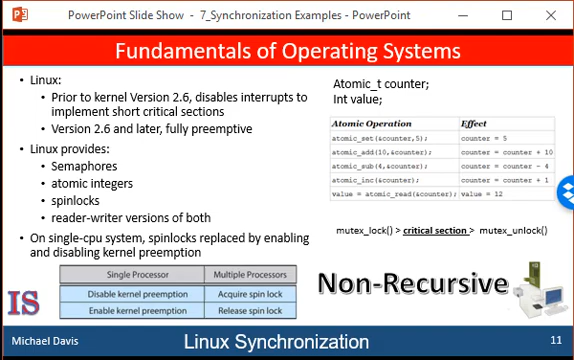 PowerPoint Slide Show - 7_Synchronization Examples - PowerPoint
Fundamentals of Operating Systems
• Linux:
• Prior to kernel Version 2.6, disables interrupts to
implement short critical sections
• Version 2.6 and later, fully preemptive
• Linux provides:
• Semaphores
• atomic integers
• spinlocks
• reader-writer versions of both
• On single-cpu system, spinlocks replaced by enabling
and disabling kernel preemption
Single Processor Multiple Processors
Disable kernel preemption Acquire spin lock
Enable kernel preemption Release spin lock
Atomic_t counter;
Int value;
Atomic Operation Effect
atomic_set(&counter,5); counter = 5
atomic_add(10,&counter); counter = counter + 10
atomic_sub(4,&counter); counter = counter - 4
atomic_inc(&counter); counter = counter + 1
value = atomic_read(&counter); value = 12
mutex_lock() > critical section > mutex_unlock()
Non-Recursive
IS
Michael Davis
Linux Synchronization
11